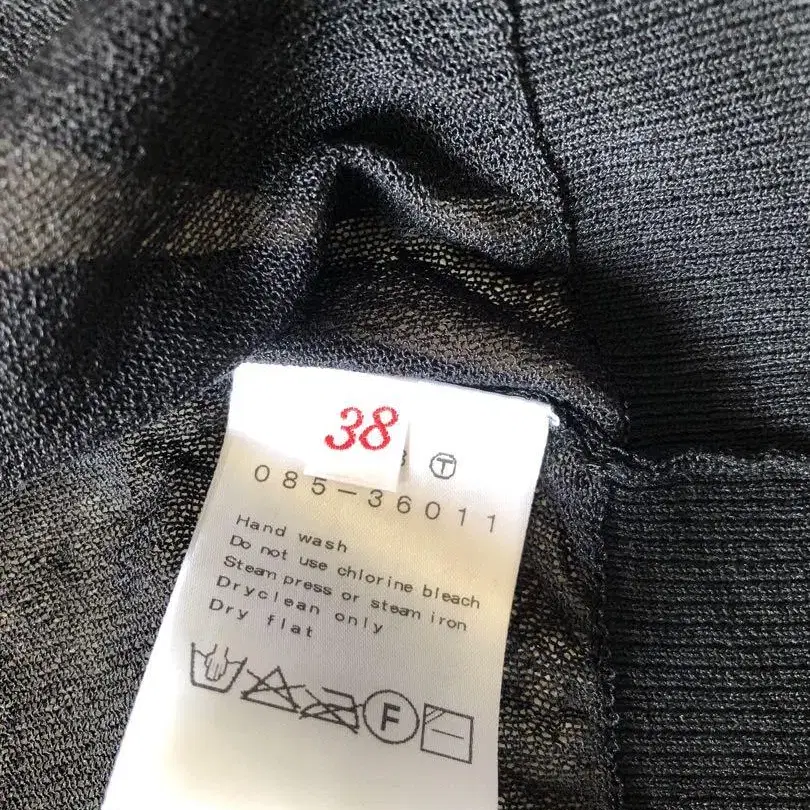 38
Ⓣ
085-36011
Hand wash
Do not use chlorine bleach
Steam press or steam iron
Dryclean only
Dry flat
F